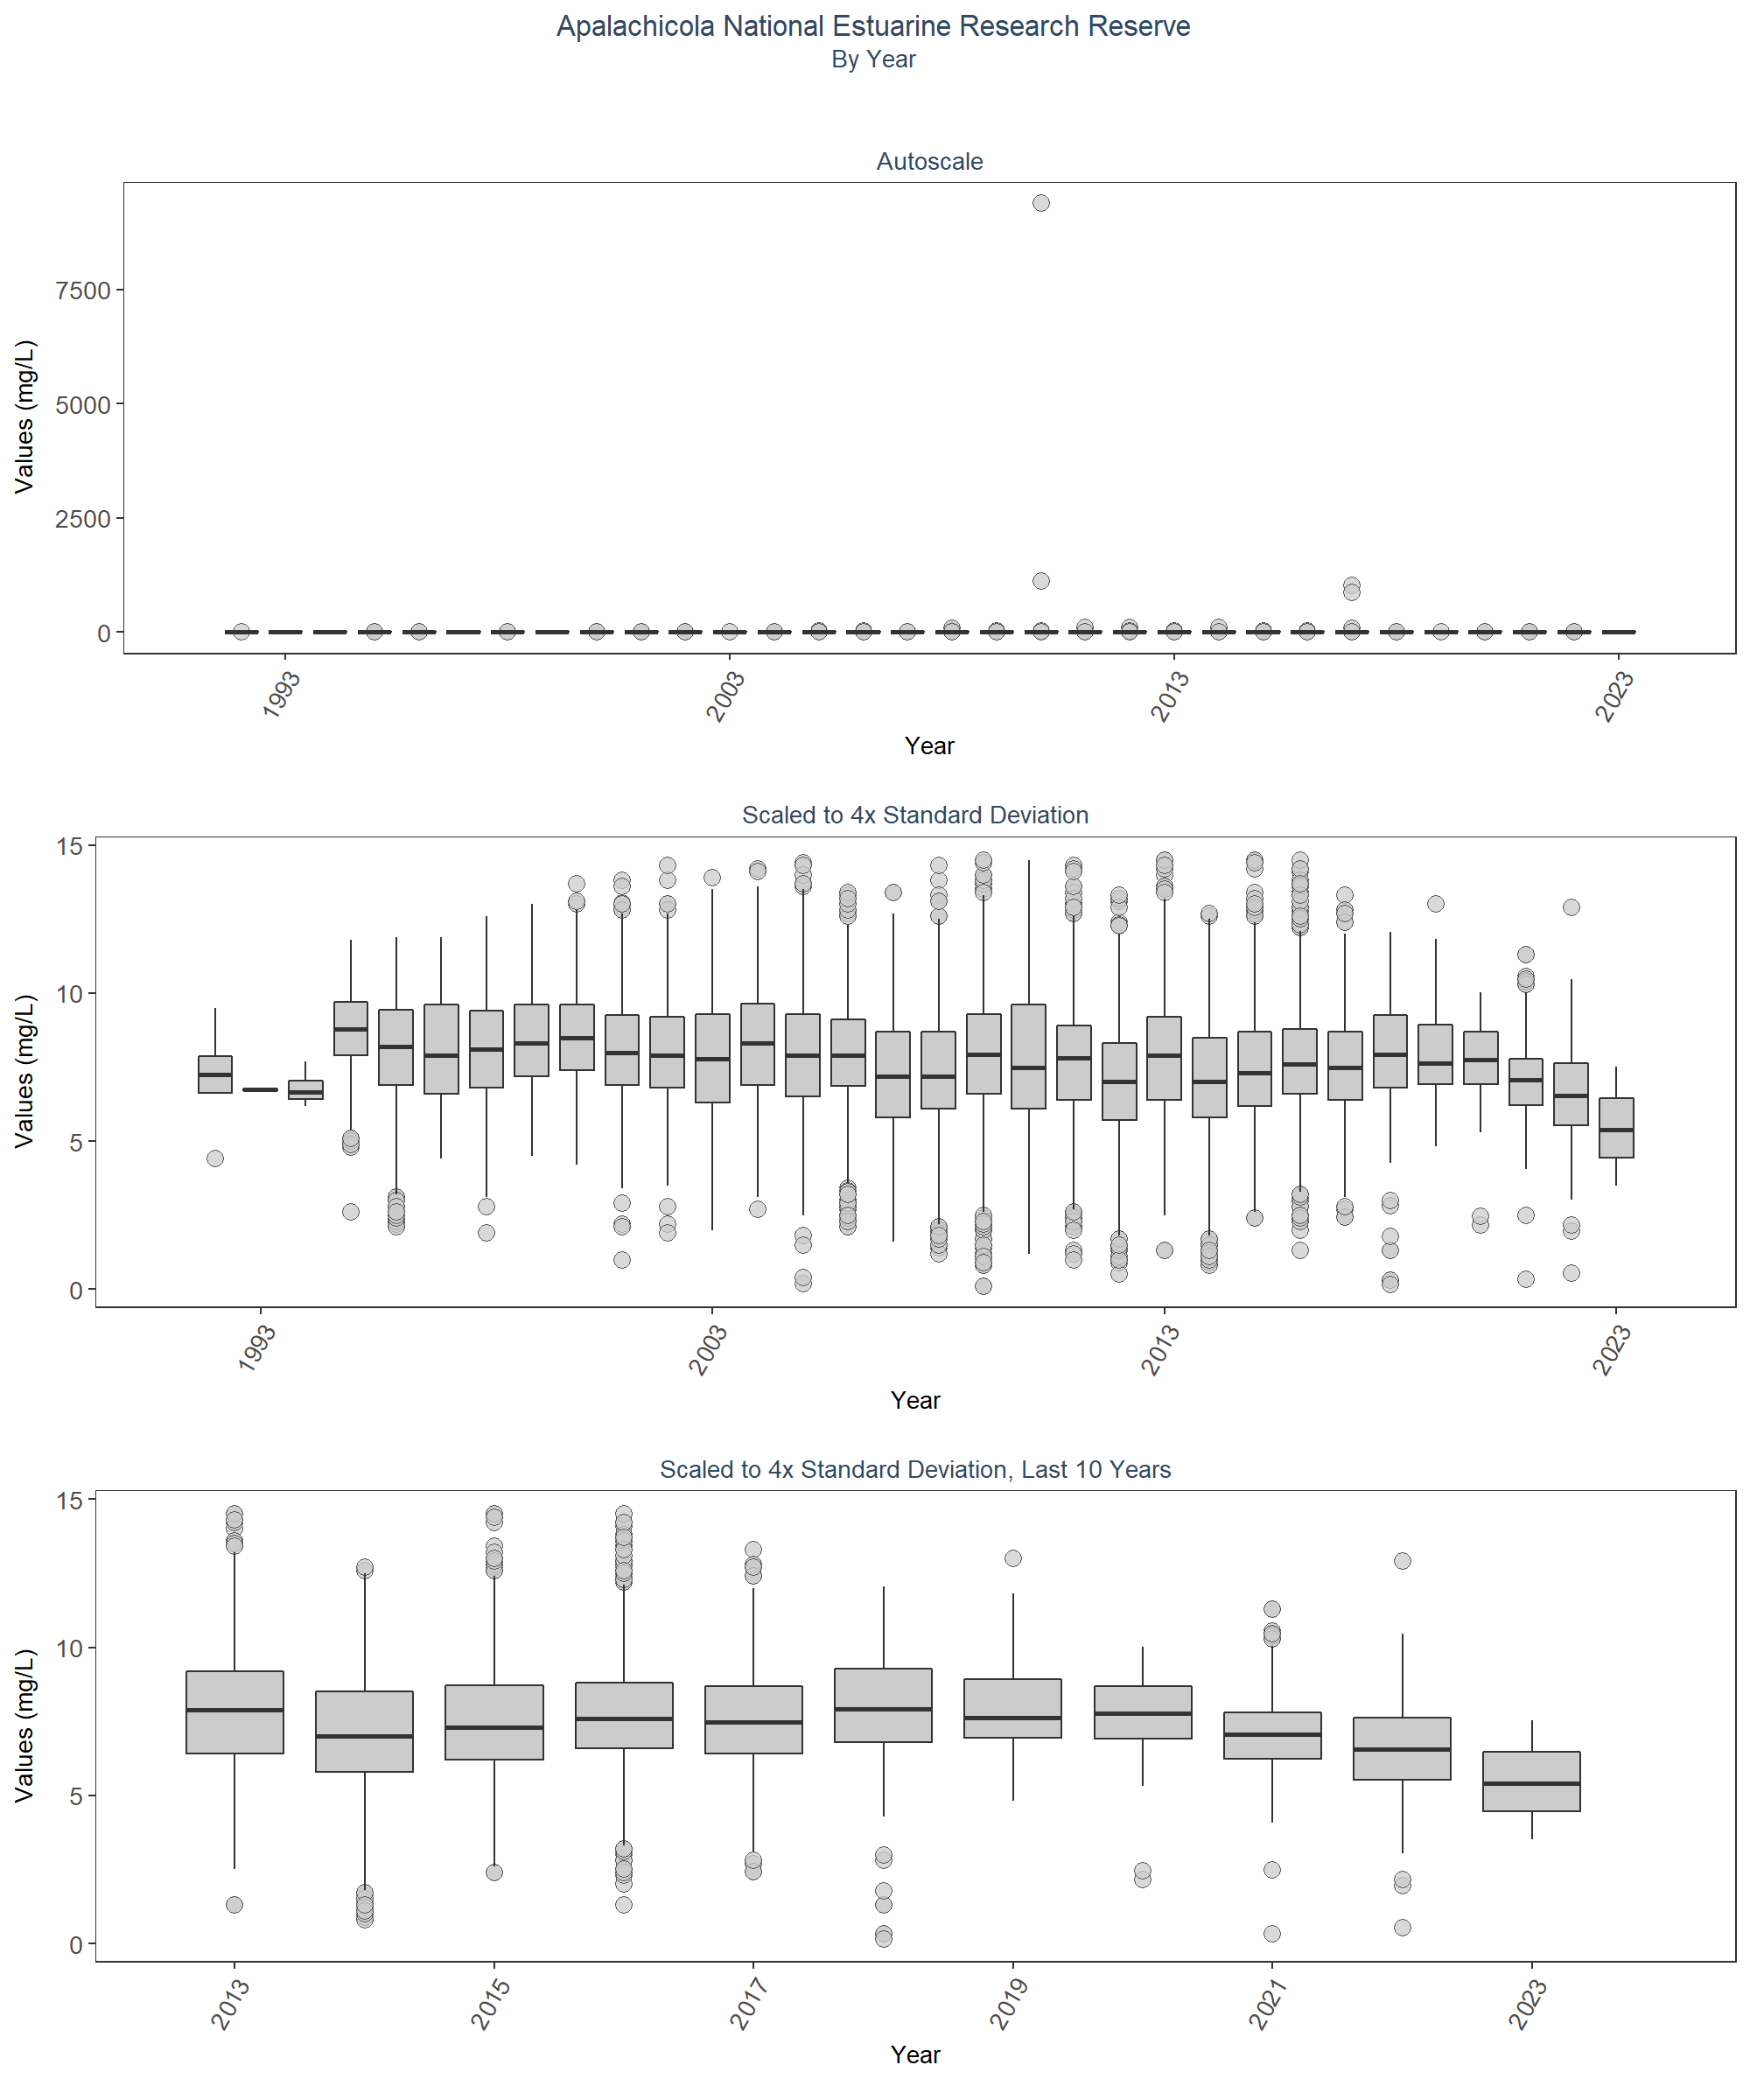 Apalachicola National Estuarine Research Reserve
By Year
Autoscale
Values (mg/L)
7500
5000
2500
0
1993
2003
2013
2023
Year
Scaled to 4x Standard Deviation
Values (mg/L)
15
10
5
0
1993
2003
2013
2023
Year
Scaled to 4x Standard Deviation, Last 10 Years
Values (mg/L)
15
10
5
0
2013
2015
2017
2019
2021
2023
Year